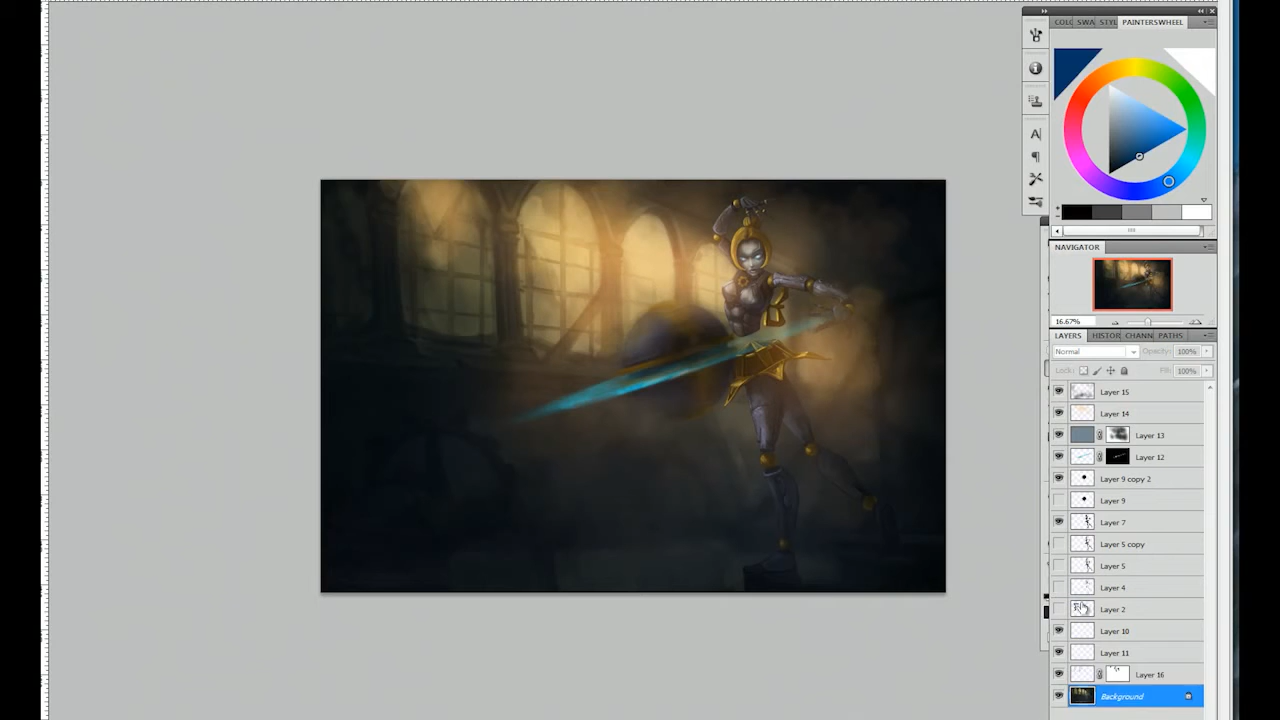 COLO SWA STYL PAINTERSWHEEL
NAVIGATOR
16.67%
LAYERS HISTOR CHANN PATHS
Normal Opacity: 100%
Lock: Fill: 100%
Layer 15
Layer 14
Layer 13
Layer 12
Layer 9 copy 2
Layer 9
Layer 7
Layer 5 copy
Layer 5
Layer 4
Layer 2
Layer 10
Layer 11
Layer 16
Background